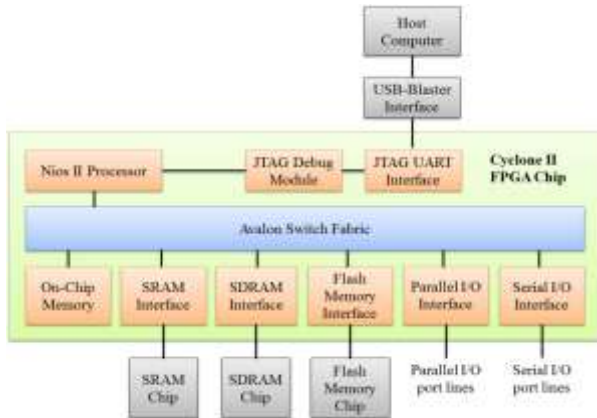 Host
Computer
USB-Blaster
Interface
Nios II Processor
JTAG Debug
Module
JTAG UART
Interface
Cyclone II
FPGA Chip
Avalon Switch Fabric
On-Chip
Memory
SRAM
Interface
SDRAM
Interface
Flash
Memory
Interface
Parallel I/O
Interface
Serial I/O
Interface
SRAM
Chip
SDRAM
Chip
Flash
Memory
Chip
Parallel I/O
port lines
Serial I/O
port lines